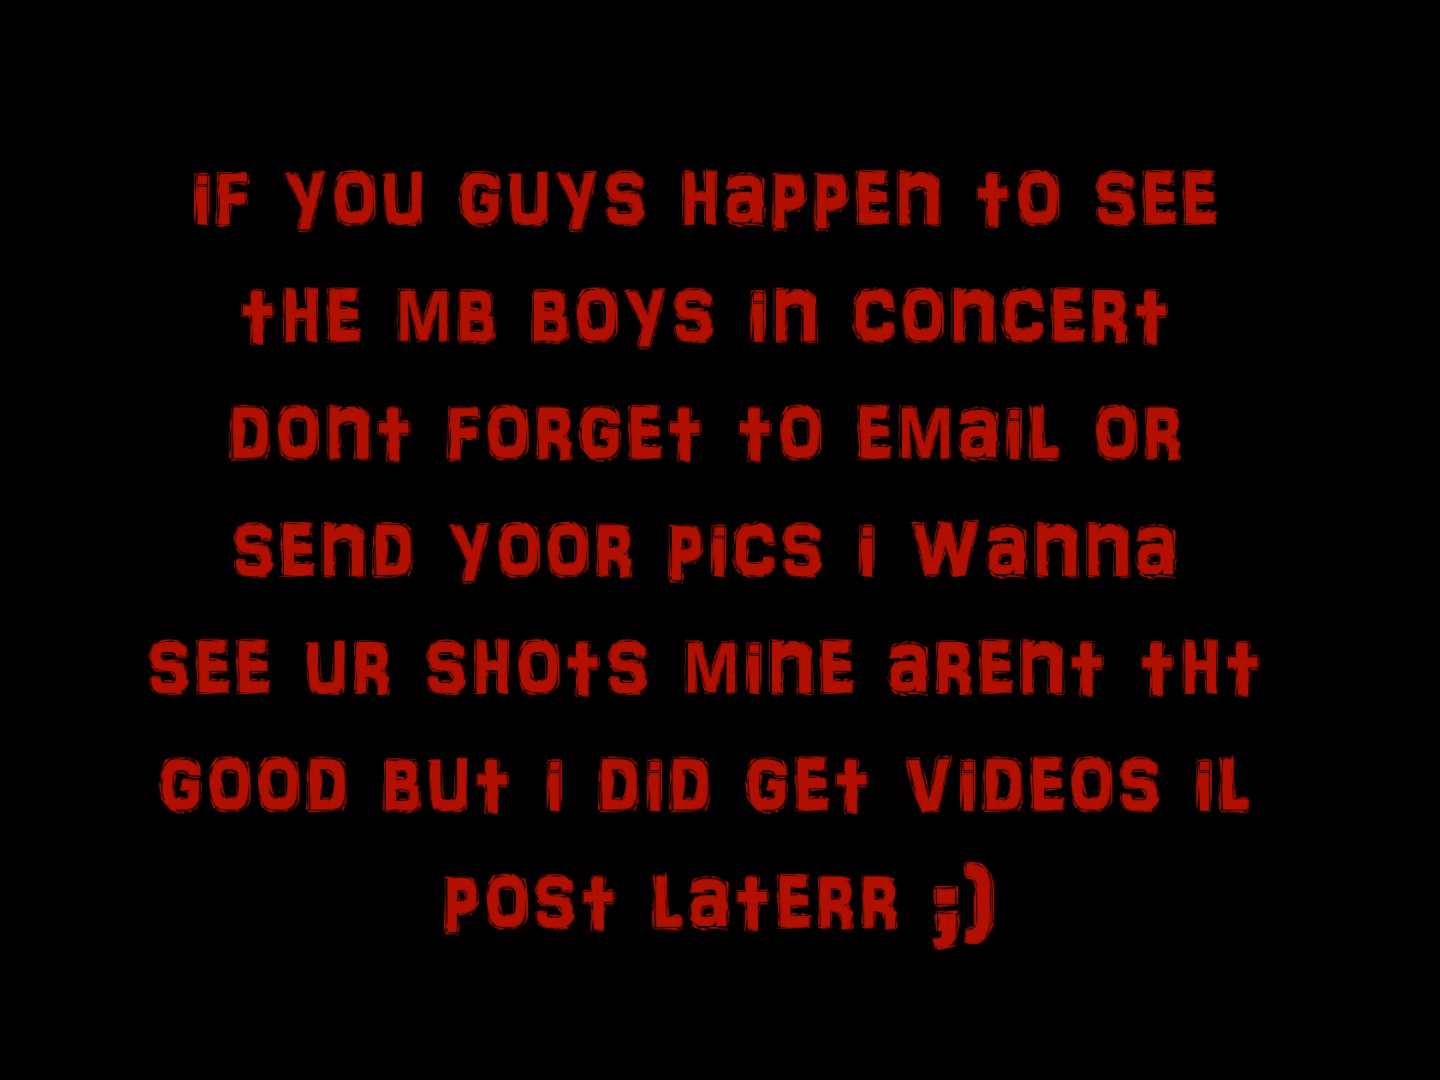 iF YOU GUYS HaPPEn tO SEE
tHE MB BOYS in COnCERt
DOnt FORGEt tO EMaiL OR
SEnD YOOR PiCS i Wanna
SEE UR SHOtS MinE aREnt tHt
GOOD BUt i DiD GEt ViDEOS iL
POSt LatERR ;)